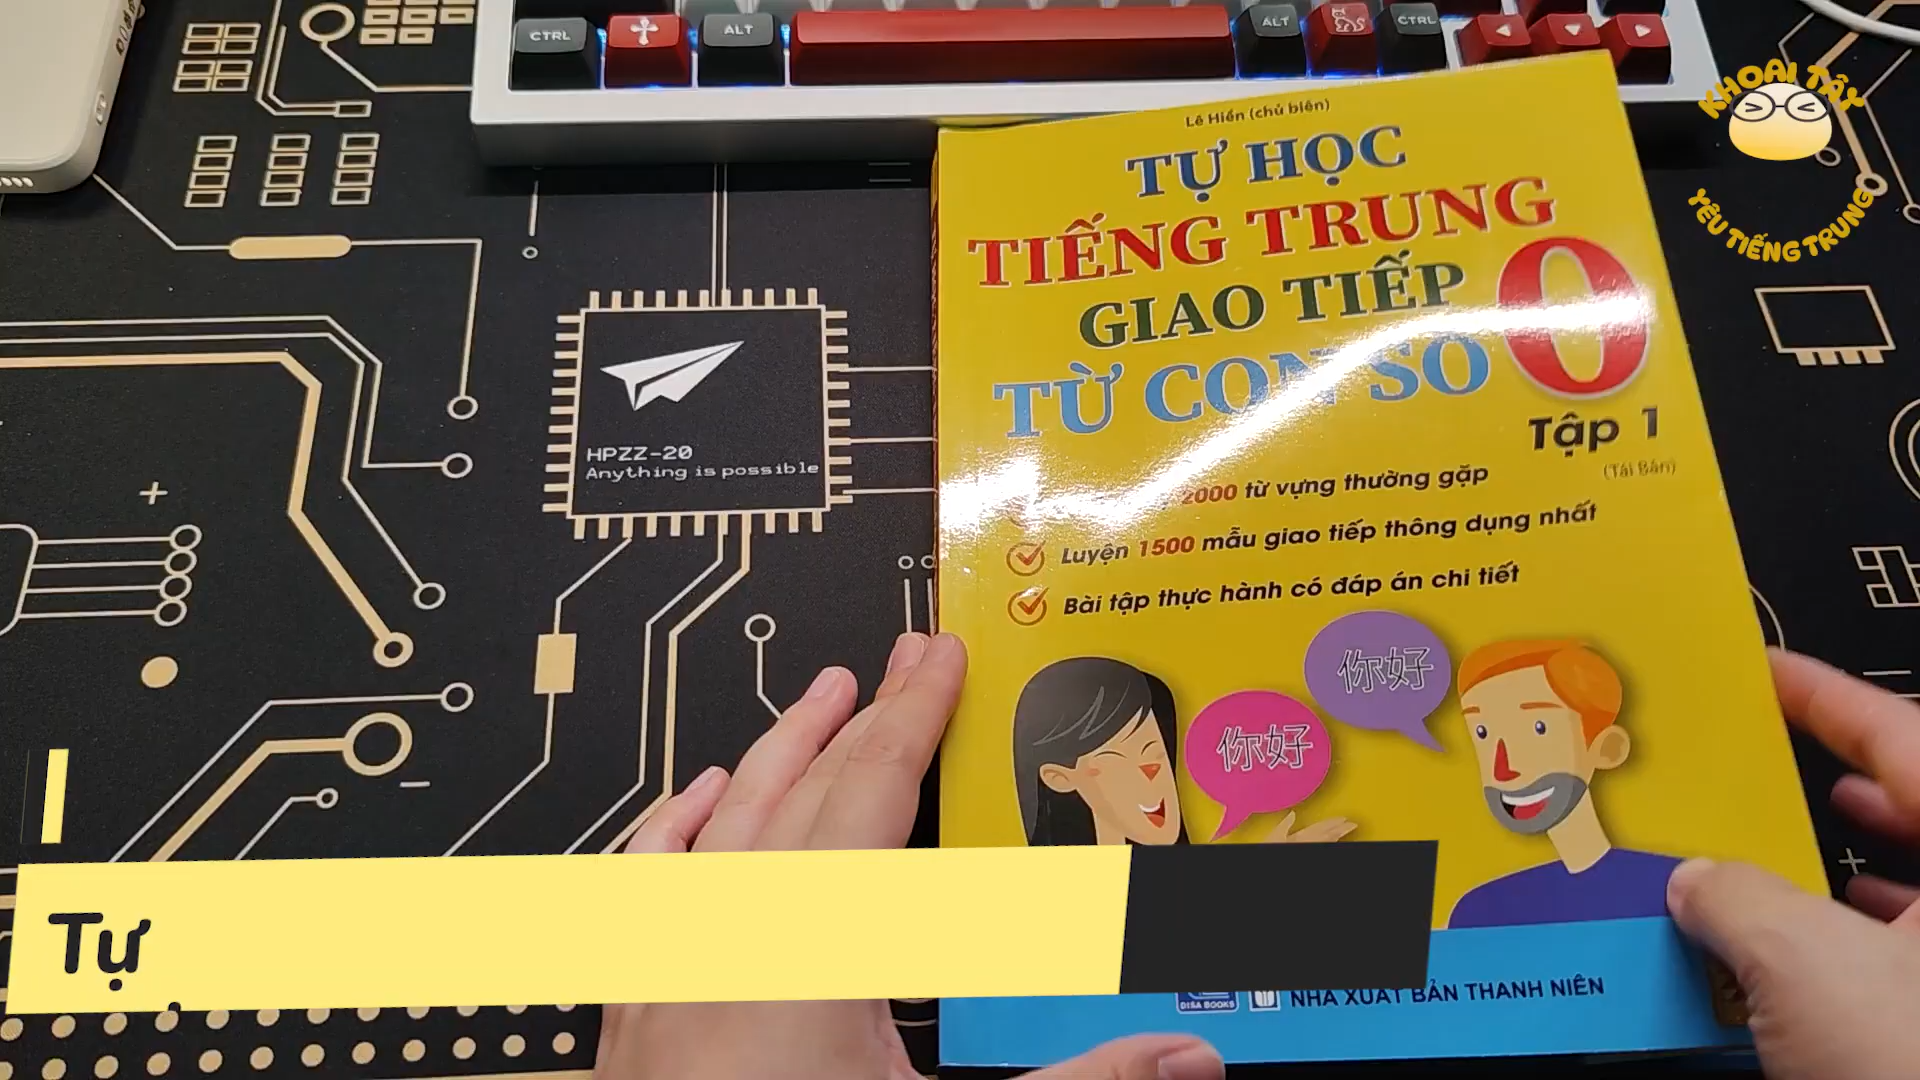 CTRL
ALT
ALT
CTRL
KHOAI TÂY
YÊU TIẾNG TRUNG
Lê Hiền (chủ biên)
TỰ HỌC
TIẾNG TRUNG
GIAO TIẾP
TỪ CON SỐ 0
Tập 1
(Tái Bản)
2000 từ vựng thường gặp
Luyện 1500 mẫu giao tiếp thông dụng nhất
Bài tập thực hành có đáp án chi tiết
HPZZ-20
Anything is possible
你好
你好
Tự
DISA BOOKS
NHÀ XUẤT BẢN THANH NIÊN